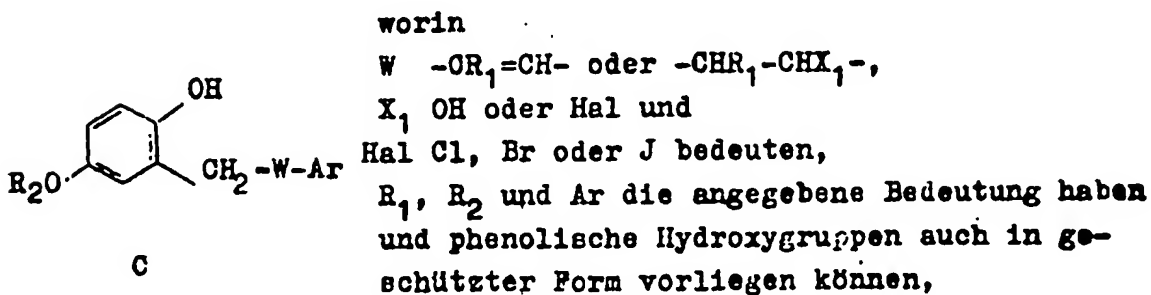 worin
W -CR₁=CH- oder -CHR₁-CHX₁-,
X₁ OH oder Hal und
Hal Cl, Br oder J bedeuten,
R₁, R₂ und Ar die angegebene Bedeutung haben
und phenolische Hydroxygruppen auch in ge-
schützter Form vorliegen können,
OH
CH₂-W-Ar
R₂O
C